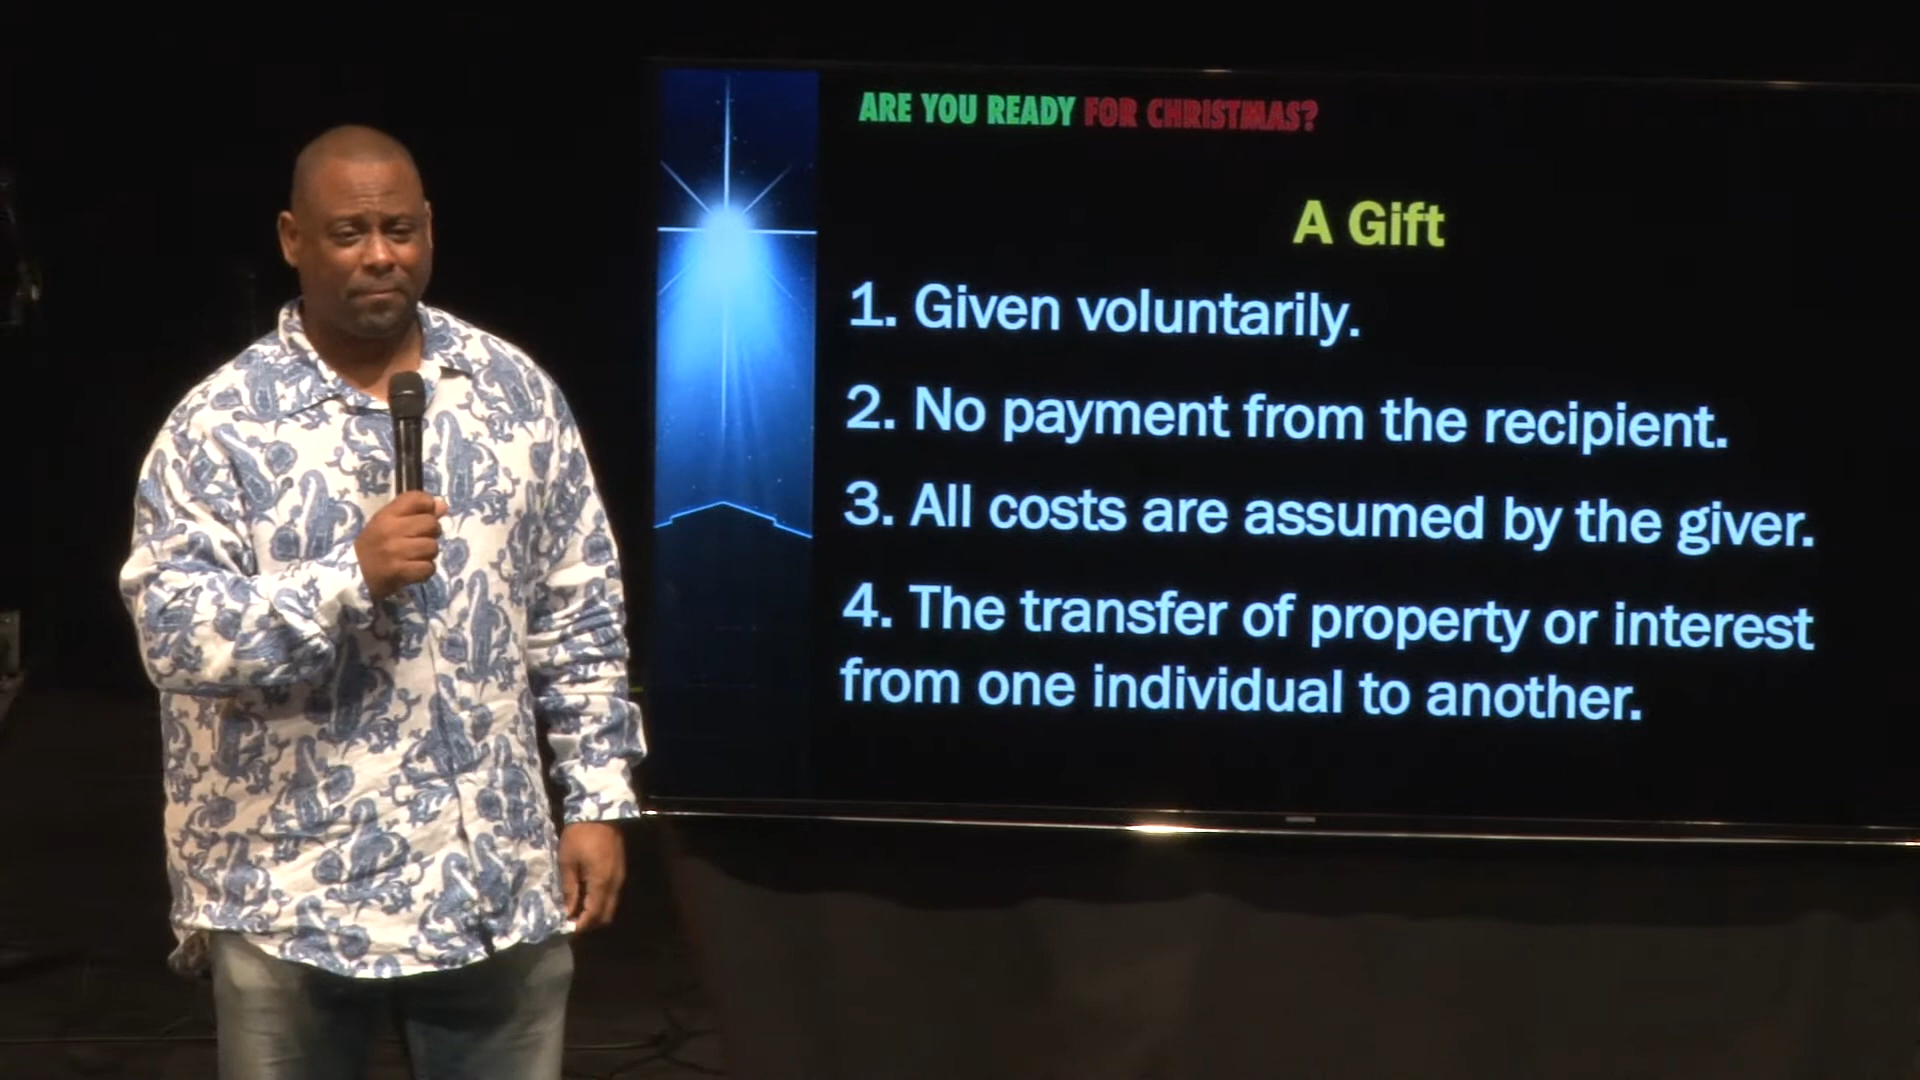 ARE YOU READY FOR CHRISTMAS?
A Gift
1. Given voluntarily.
2. No payment from the recipient.
3. All costs are assumed by the giver.
4. The transfer of property or interest
from one individual to another.